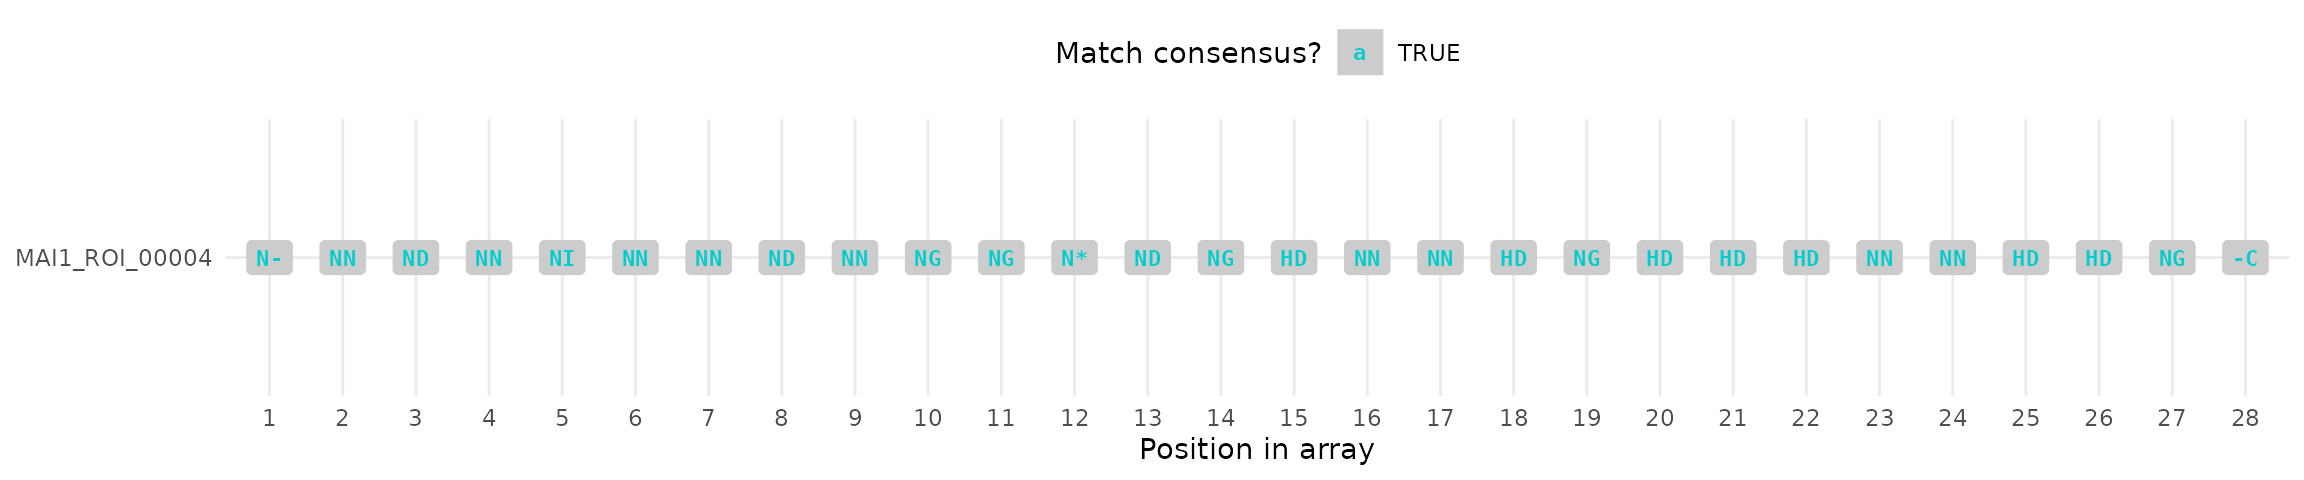 Match consensus? a TRUE
MAI1_ROI_00004 N- NN ND NN NI NN NN ND NN NG NG N* ND NG HD NN NN HD NG HD HD HD NN NN HD HD NG -C
1 2 3 4 5 6 7 8 9 10 11 12 13 14 15 16 17 18 19 20 21 22 23 24 25 26 27 28
Position in array